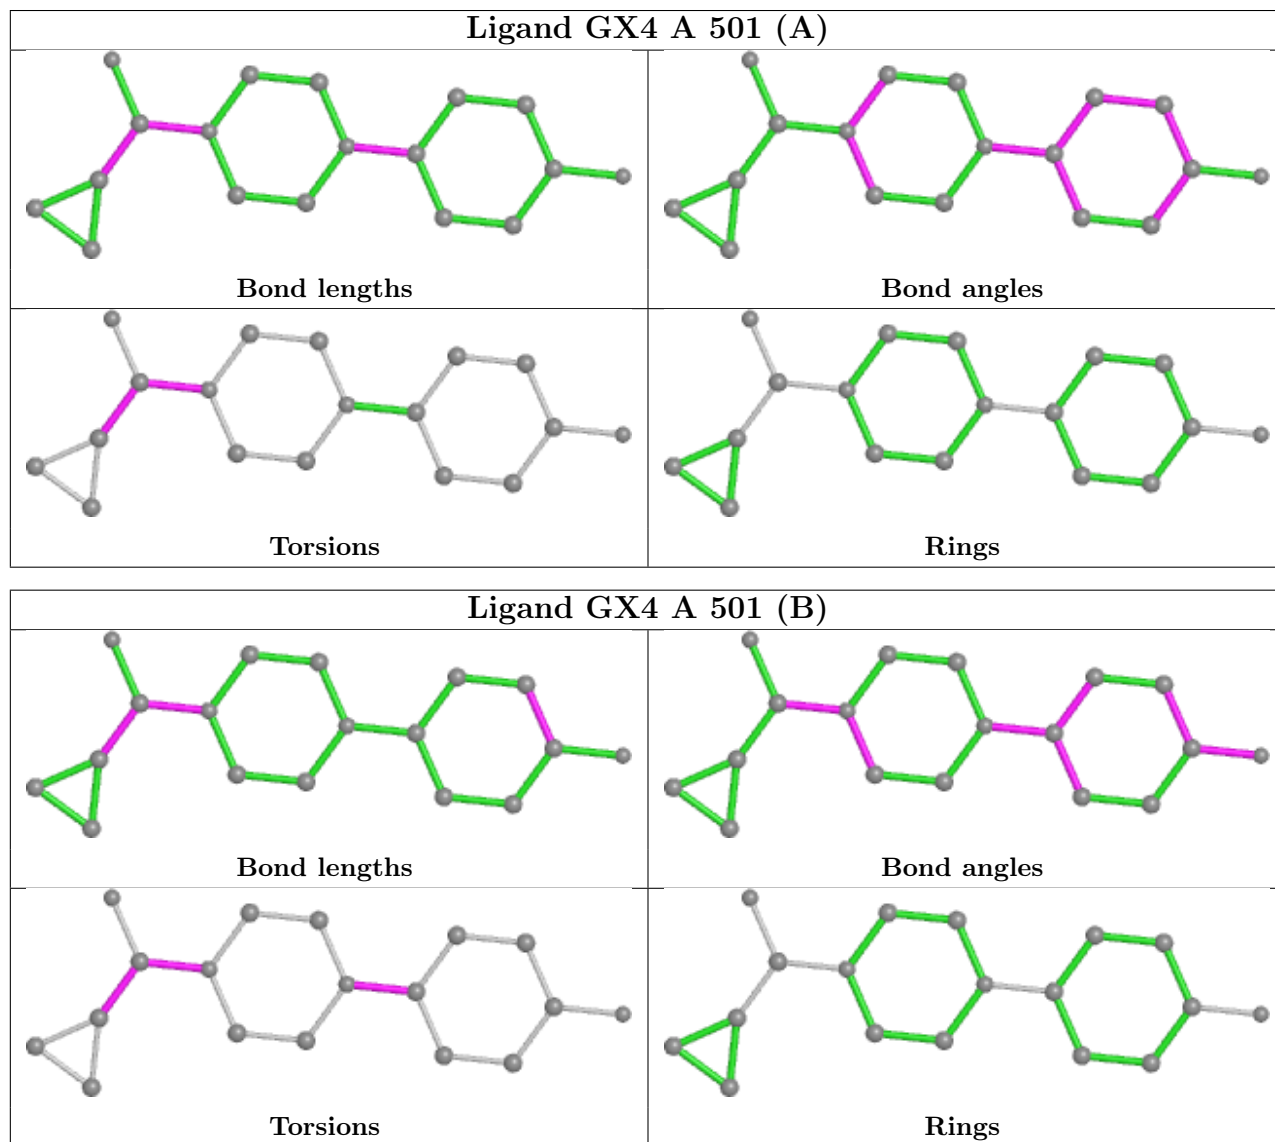 Ligand GX4 A 501 (A)
Bond lengths
Bond angles
Torsions
Rings
Ligand GX4 A 501 (B)
Bond lengths
Bond angles
Torsions
Rings